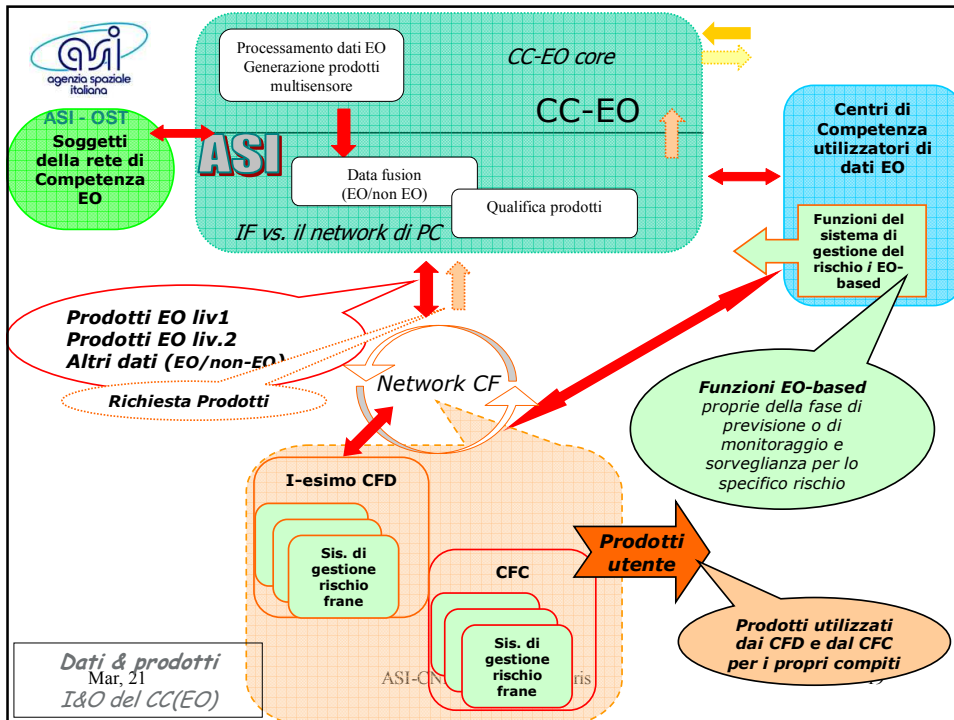 asi
agenzia spaziale
italiana
ASI - OST
Soggetti
della rete di
Competenza
EO
Processamento dati EO
Generazione prodotti
multisensore
CC-EO core
CC-EO
ASI
Data fusion
(EO/non EO)
Qualifica prodotti
IF vs. il network di PC
Centri di
Competenza
utilizzatori di
dati EO
Funzioni del
sistema di
gestione del
rischio i EO-
based
Prodotti EO liv1
Prodotti EO liv.2
Altri dati (EO/non-EO)
Richiesta Prodotti
Network CF
Funzioni EO-based
proprie della fase di
previsione o di
monitoraggio e
sorveglianza per lo
specifico rischio
I-esimo CFD
Sis. di
gestione
rischio
frane
CFC
Sis. di
gestione
rischio
frane
Prodotti
utente
Prodotti utilizzati
dai CFD e dal CFC
per i propri compiti
Dati & prodotti
Mar, 21
I&O del CC(EO)